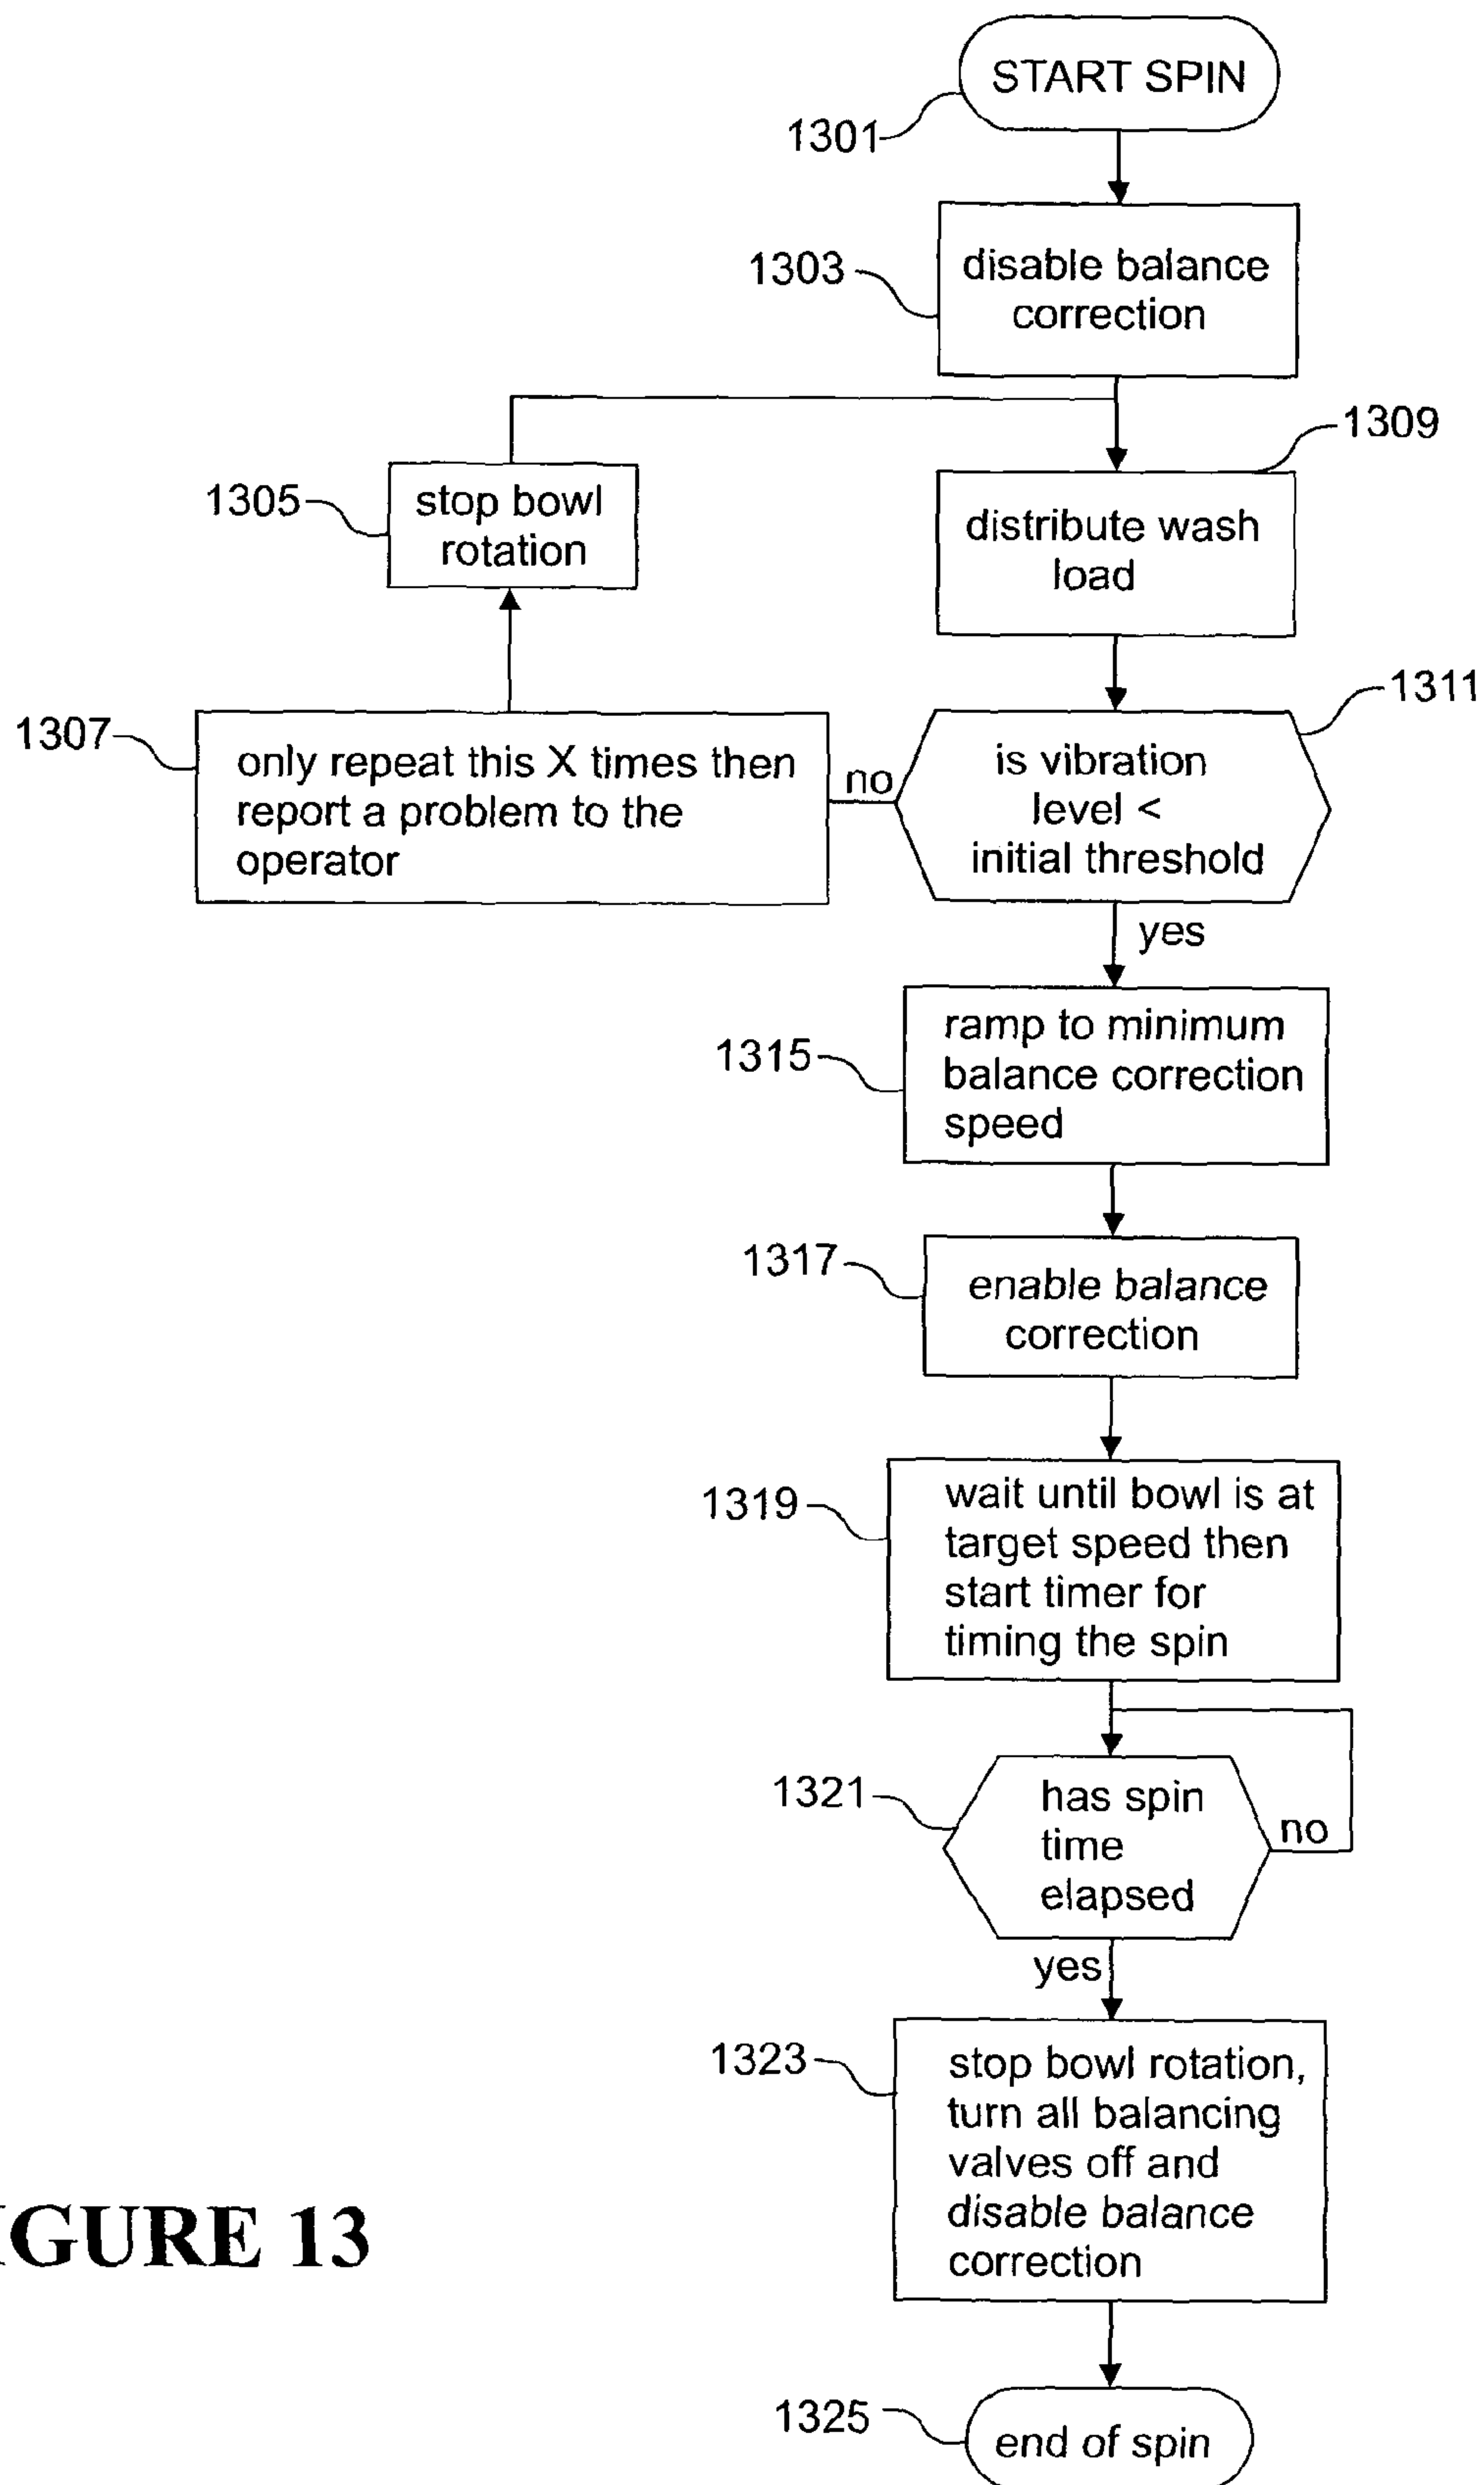 START SPIN
1301
1303
disable balance
correction
1309
1305
stop bowl
rotation
distribute wash
load
1311
1307
only repeat this X times then
report a problem to the
operator
no
is vibration
level <
initial threshold
yes
1315
ramp to minimum
balance correction
speed
1317
enable balance
correction
1319
wait until bowl is at
target speed then
start timer for
timing the spin
1321
has spin
time
elapsed
no
yes
1323
stop bowl rotation,
turn all balancing
valves off and
disable balance
correction
IGURE 13
1325
end of spin